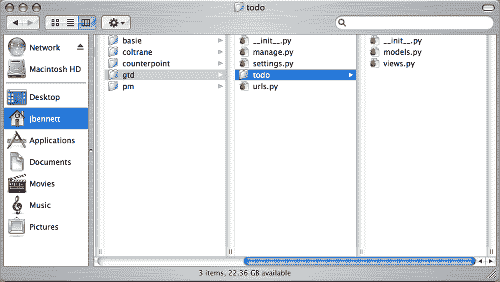 todo
Network
Macintosh HD
Desktop
jbennett
Applications
Documents
Movies
Music
Pictures
basie
coltrane
counterpoint
gtd
pm
__init__.py
manage.py
settings.py
todo
urls.py
__init__.py
models.py
views.py
3 items, 22.36 GB available